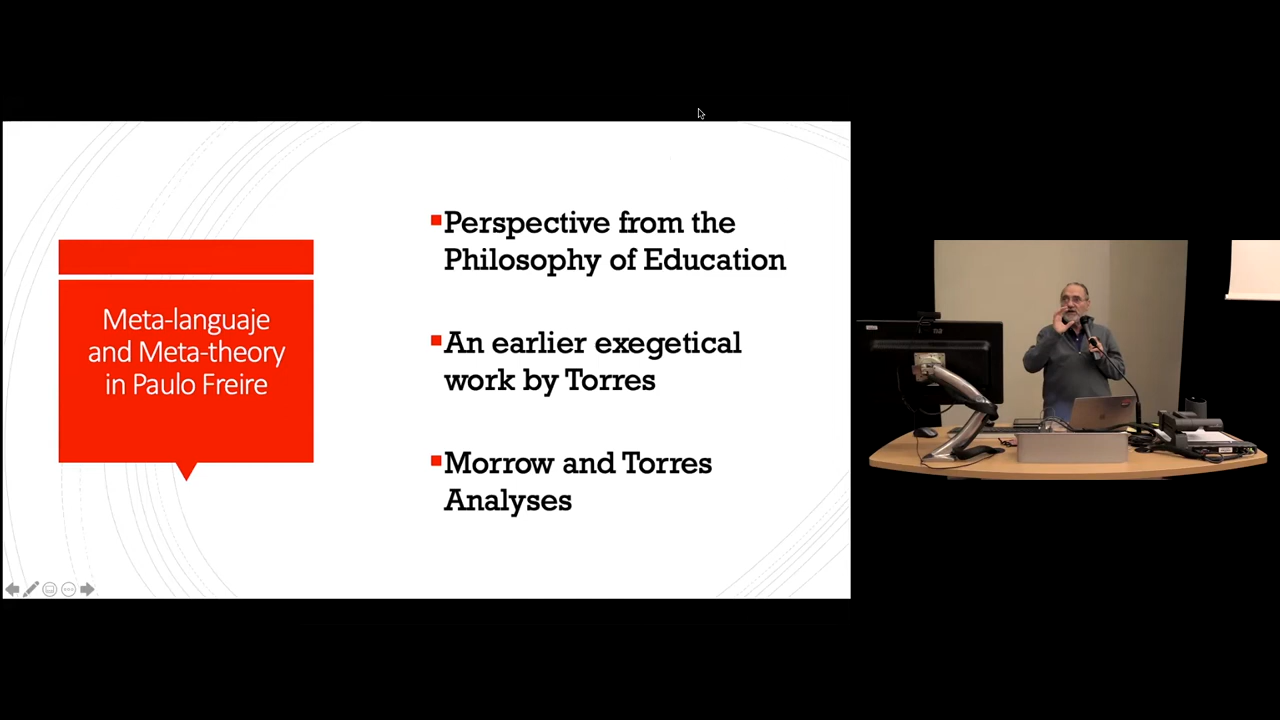 Meta-languaje
and Meta-theory
in Paulo Freire
Perspective from the
Philosophy of Education
An earlier exegetical
work by Torres
Morrow and Torres
Analyses